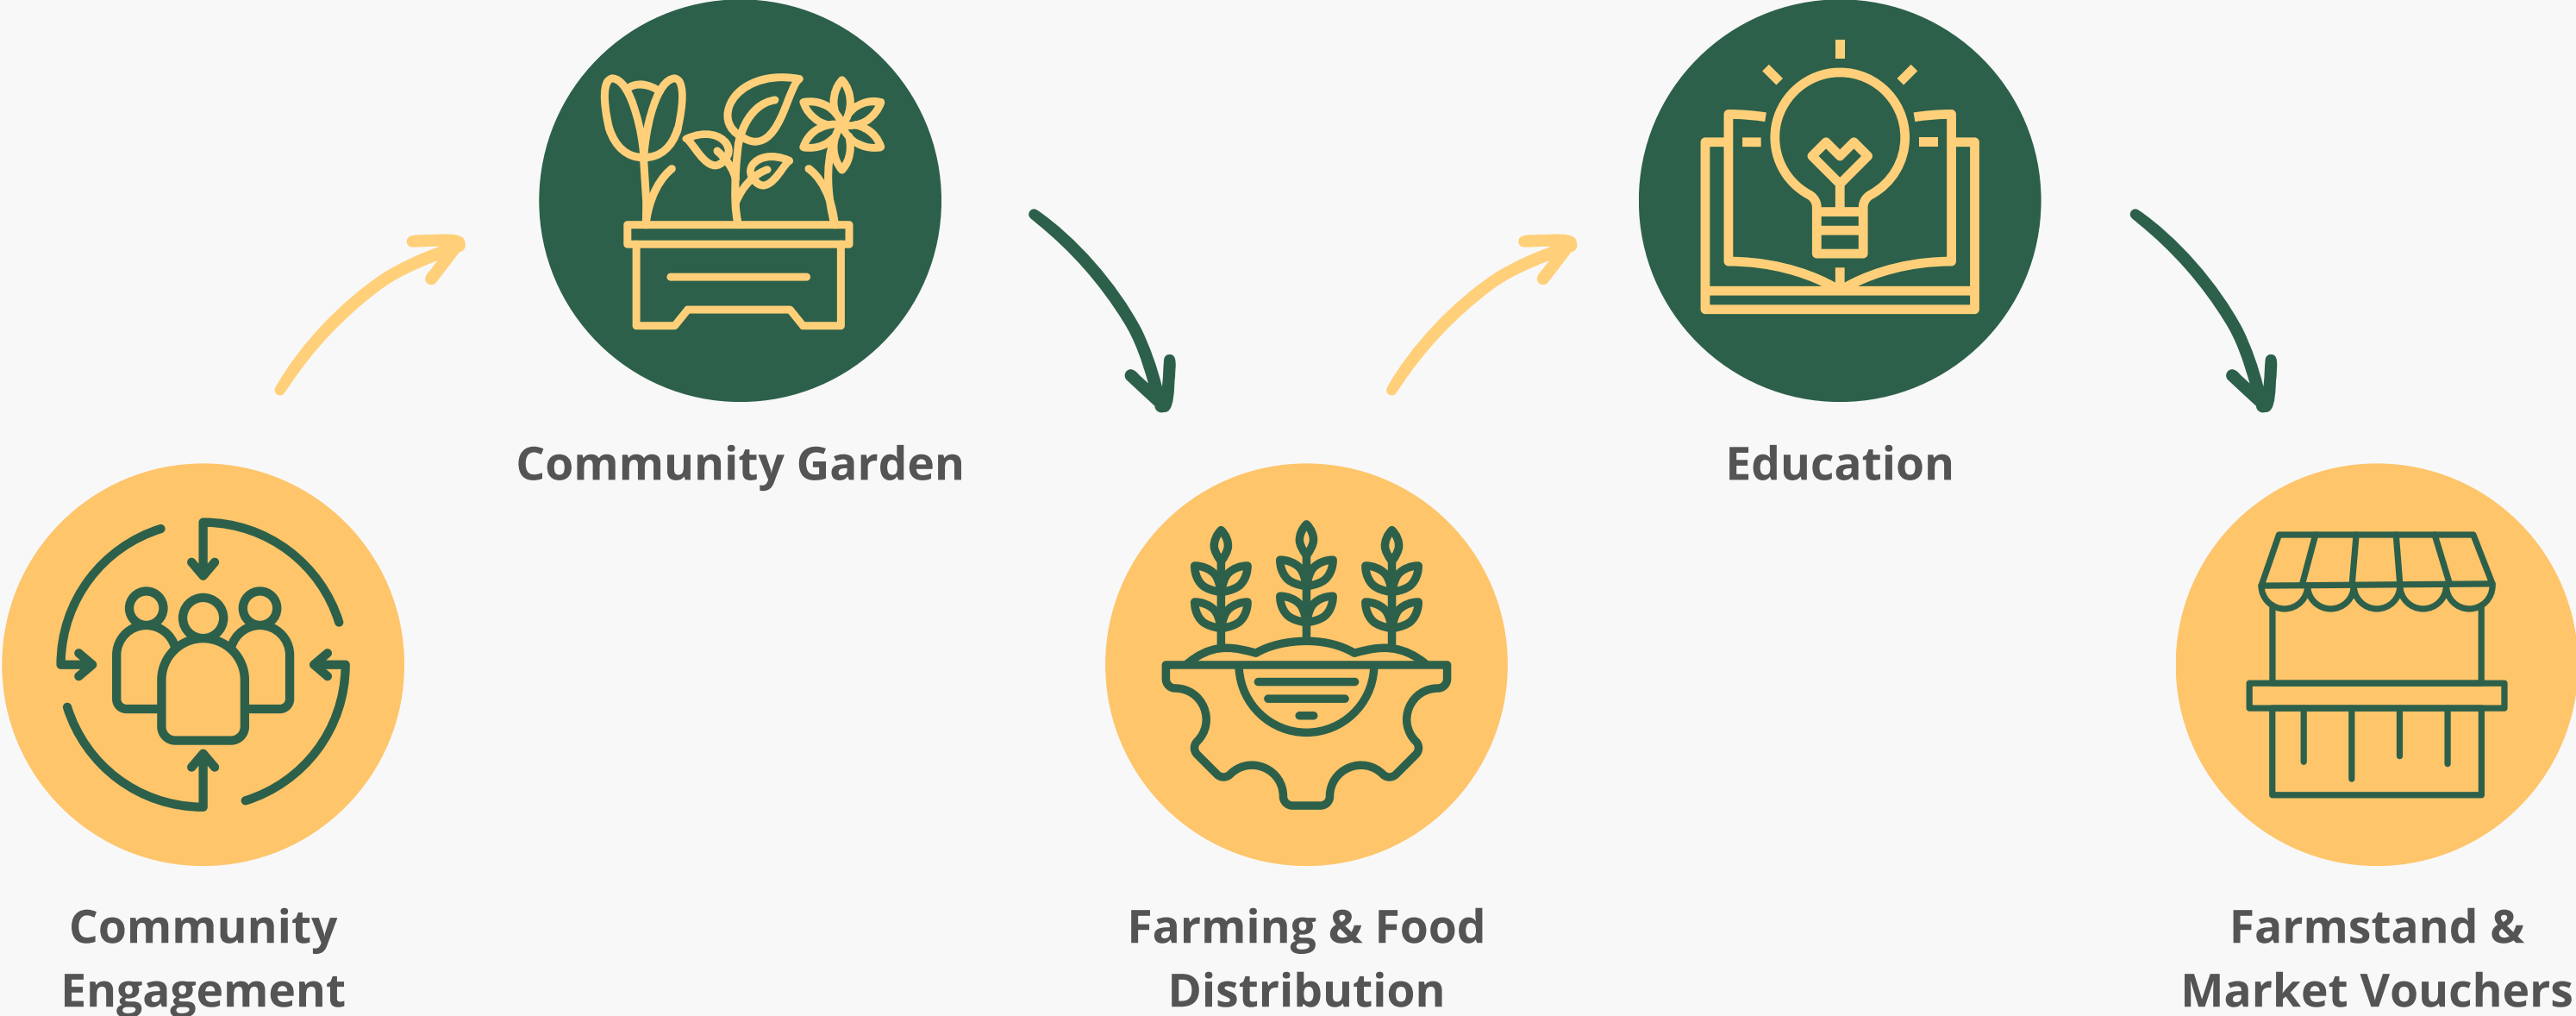 Community
Engagement
Community Garden
Farming & Food
Distribution
Education
Farmstand &
Market Vouchers